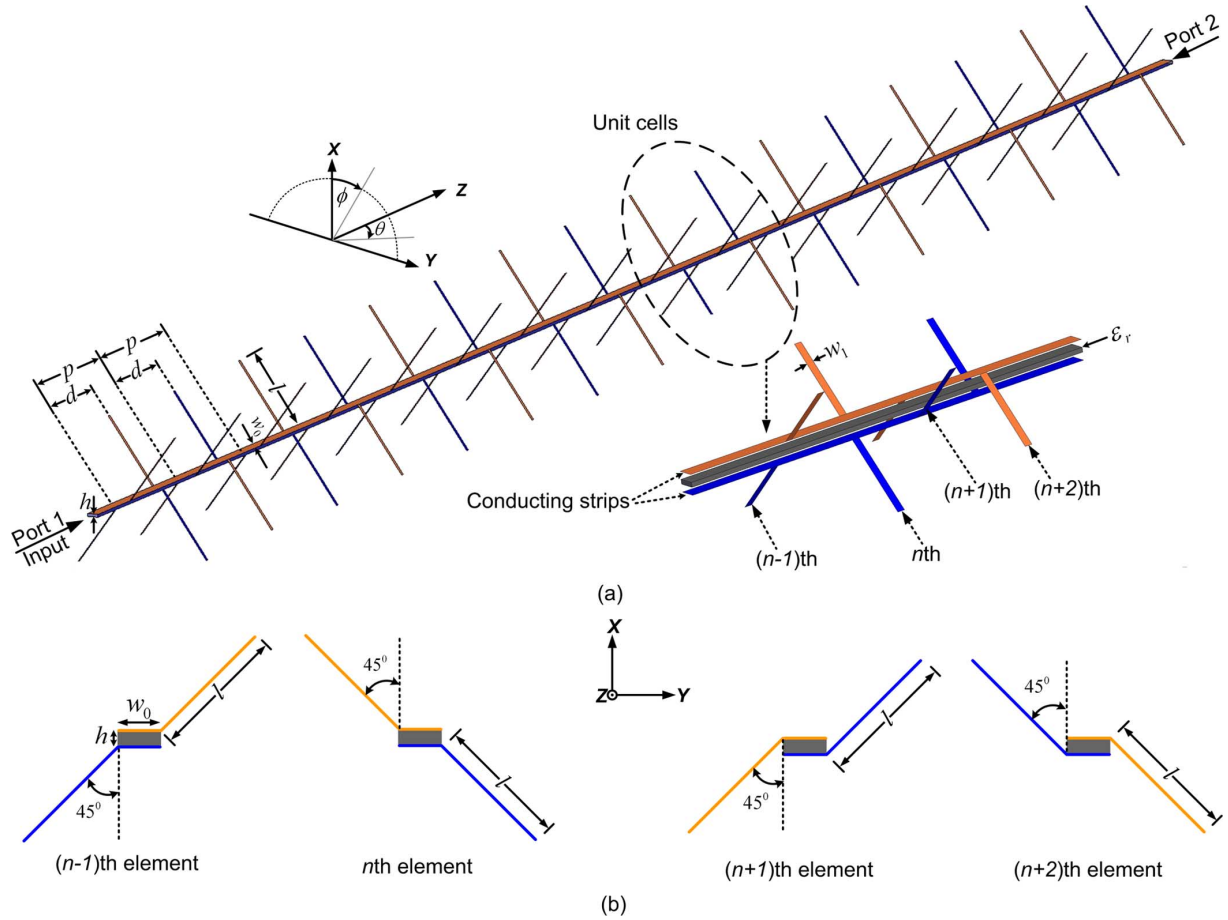 Port 2
Unit cells
X
ϕ
Z
θ
Y
p
p
d
d
l
w₀
h
Port 1
Input
w₁
εᵣ
Conducting strips
(n-1)th
nth
(n+1)th
(n+2)th
(a)
w₀
h
l
45⁰
(n-1)th element
45⁰
l
nth element
X
Z
Y
45⁰
l
(n+1)th element
45⁰
l
(n+2)th element
(b)